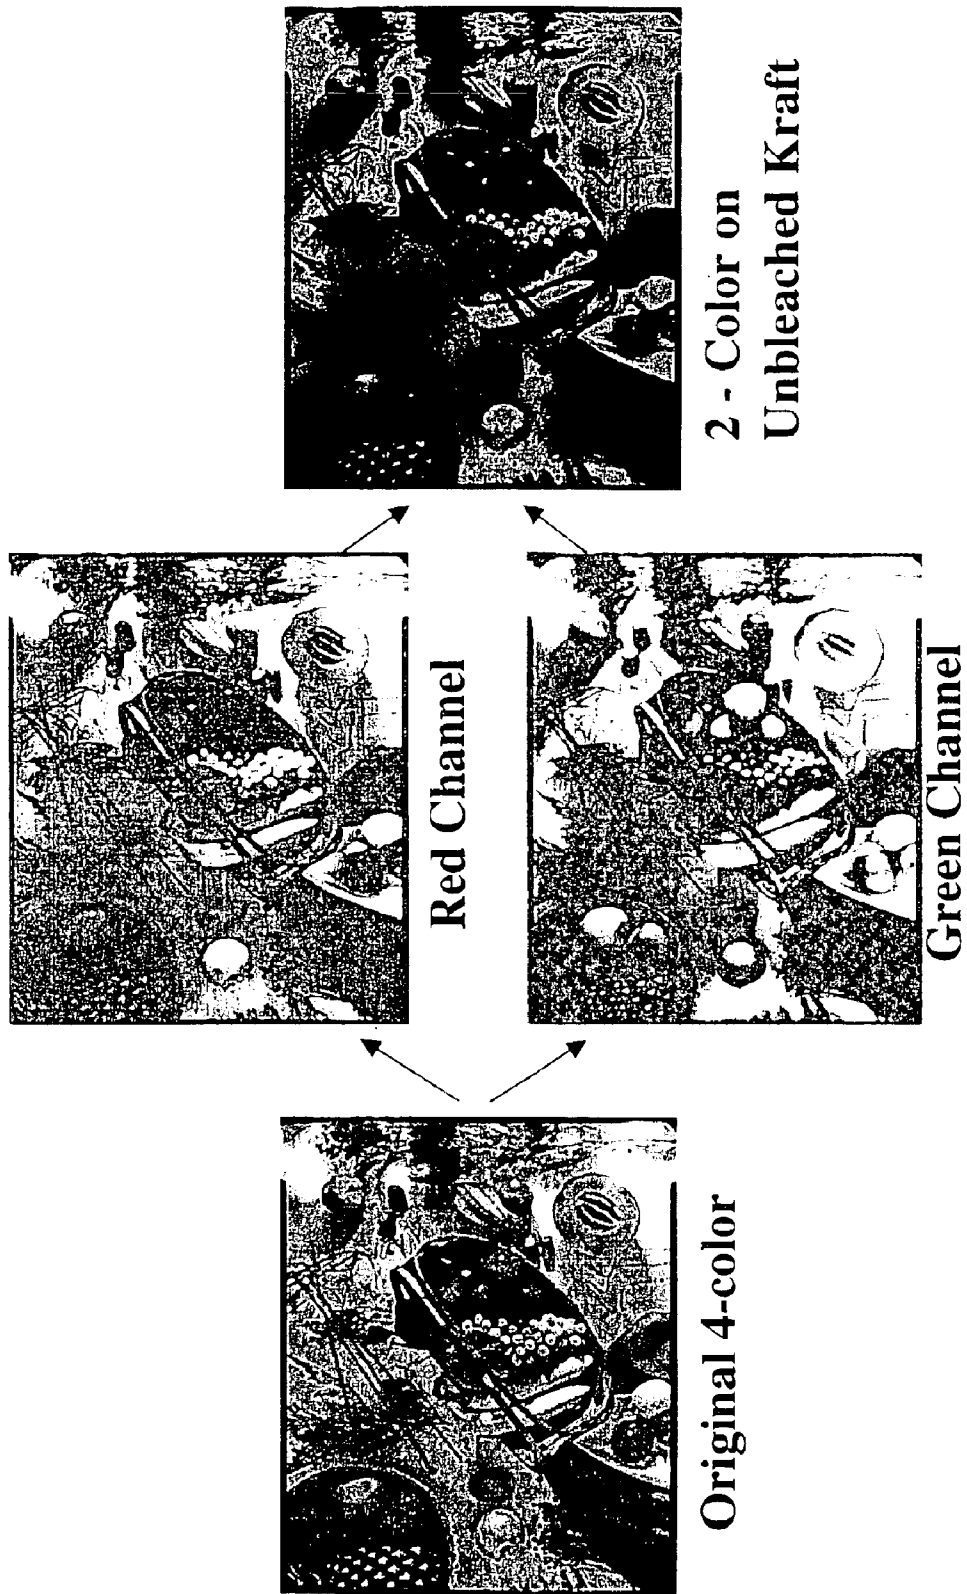 Original 4-color
Red Channel
Green Channel
2 - Color on
Unbleached Kraft